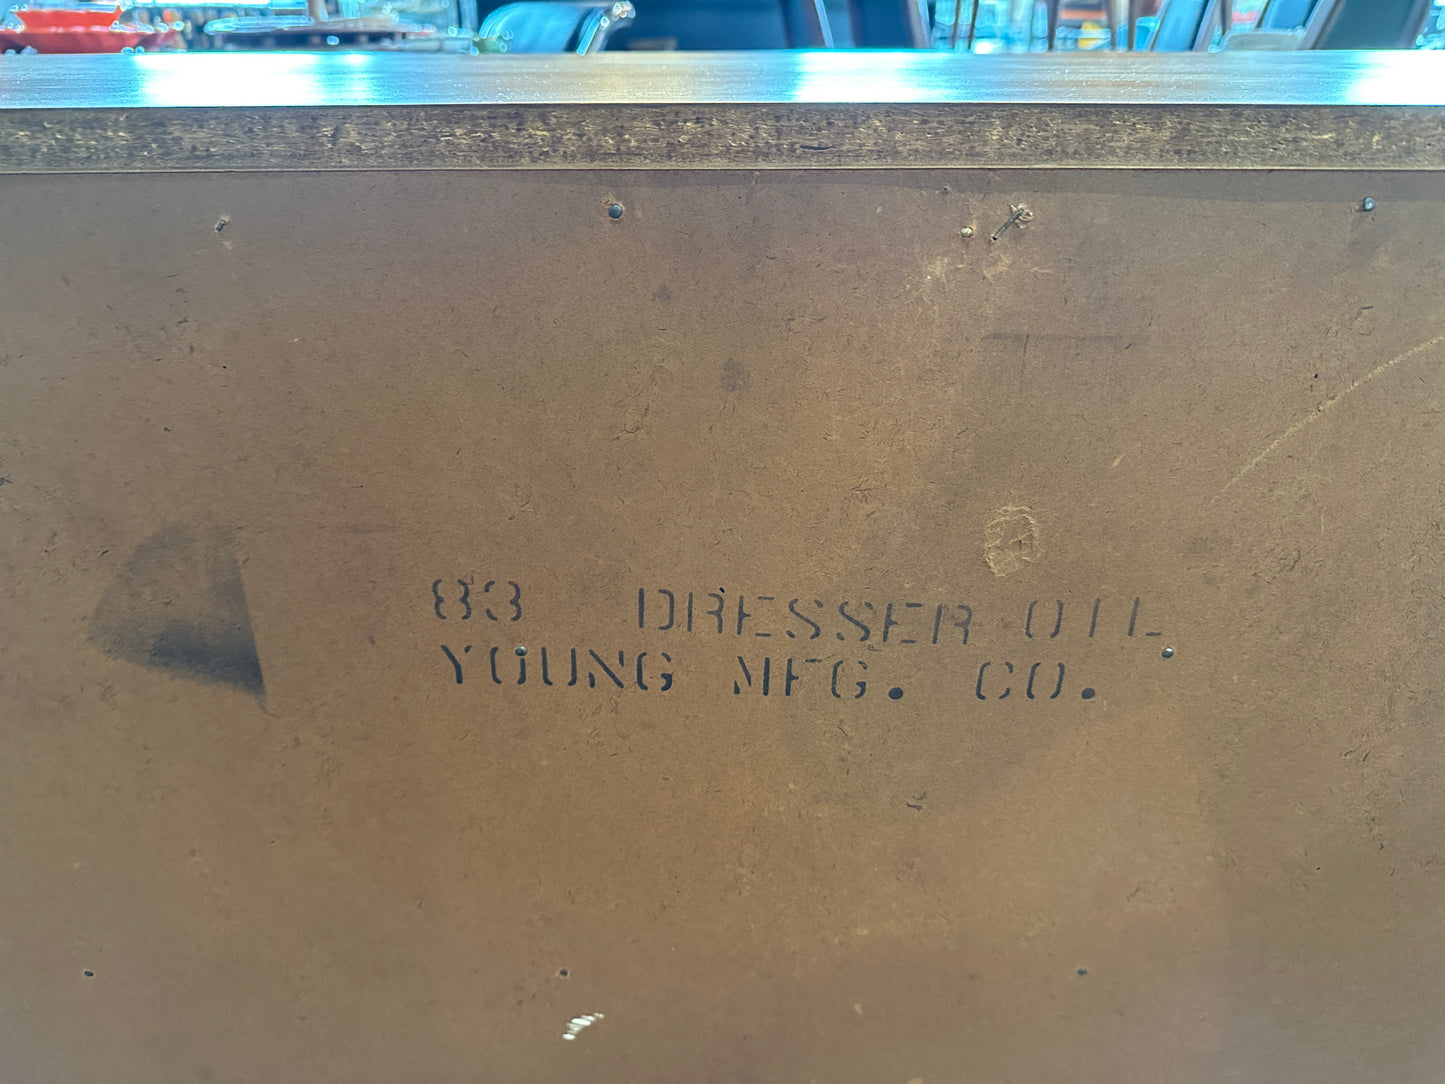 83 DRESSER OIL
YOUNG MFG. CO.